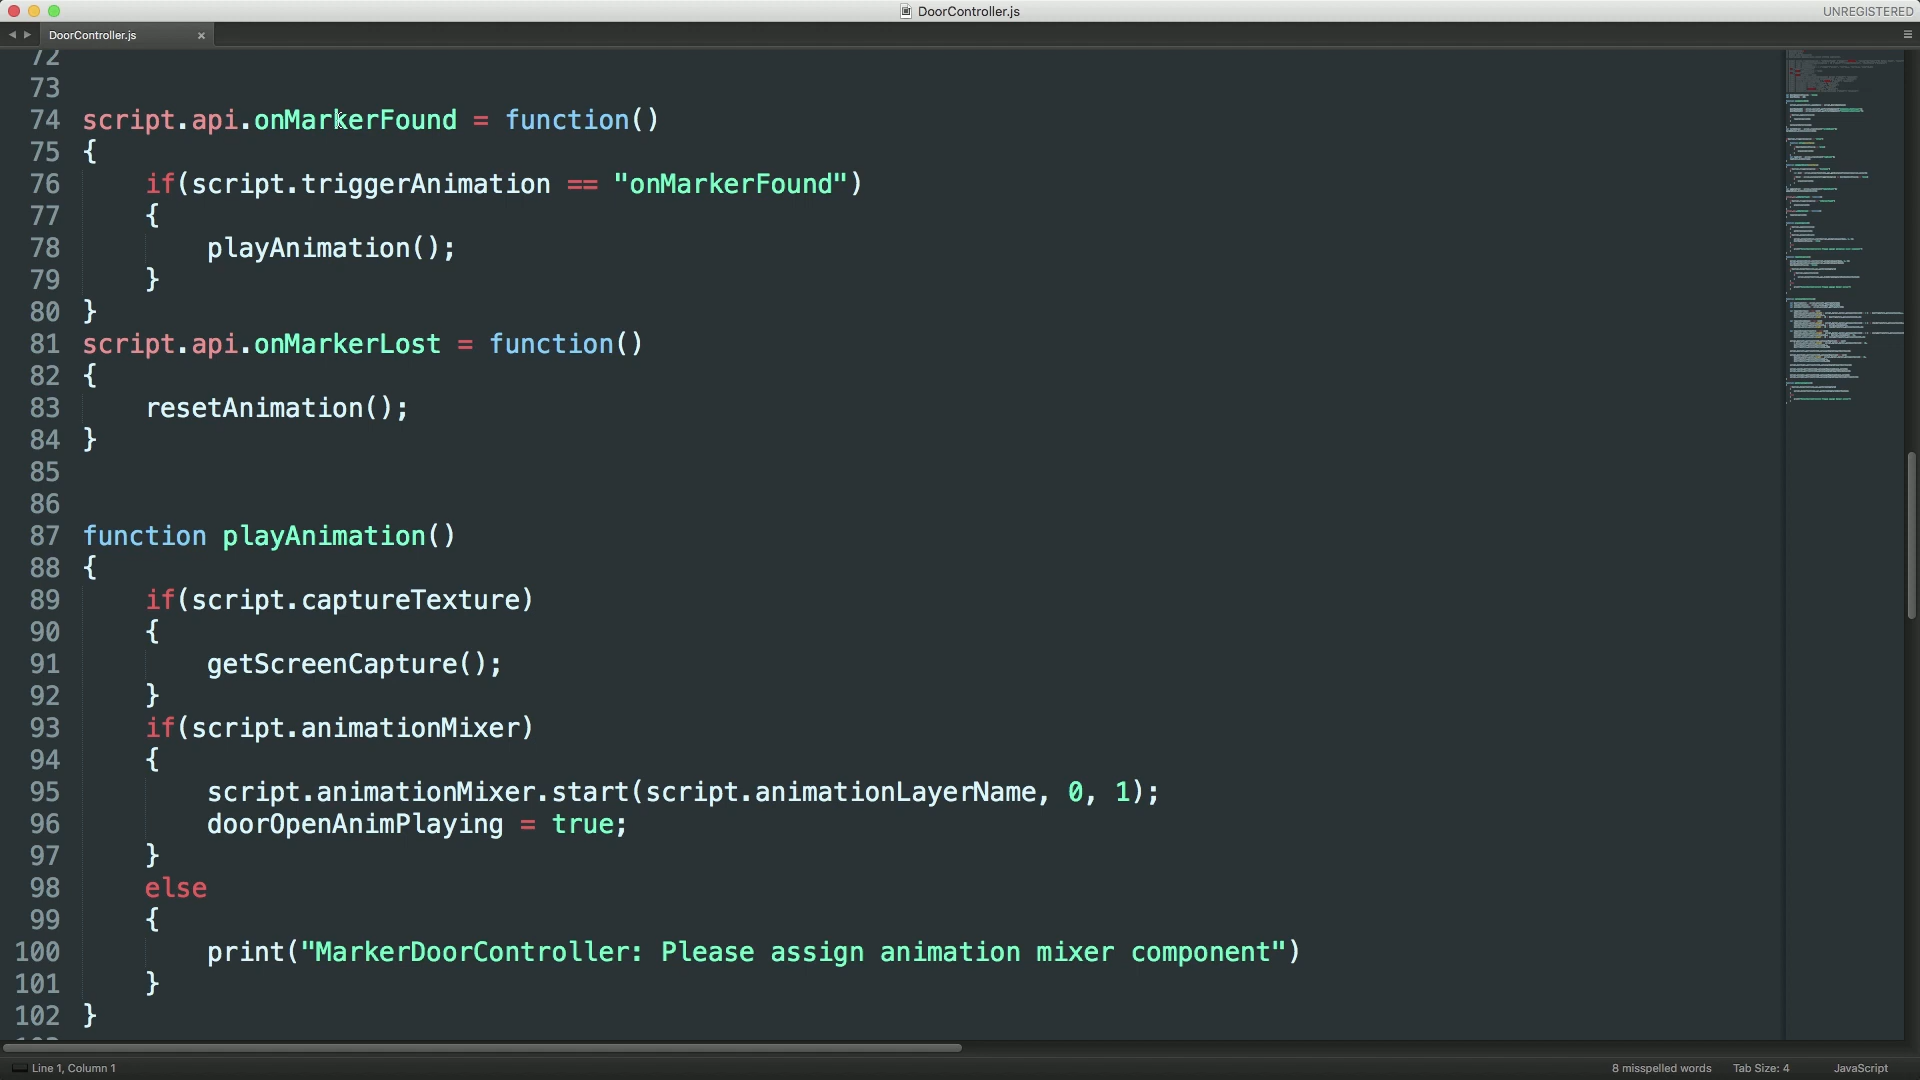 DoorController.js
UNREGISTERED
DoorController.js ×
72
73
74 script.api.onMarkerFound = function()
75 {
76 if(script.triggerAnimation == "onMarkerFound")
77 {
78 playAnimation();
79 }
80 }
81 script.api.onMarkerLost = function()
82 {
83 resetAnimation();
84 }
85
86
87 function playAnimation()
88 {
89 if(script.captureTexture)
90 {
91 getScreenCapture();
92 }
93 if(script.animationMixer)
94 {
95 script.animationMixer.start(script.animationLayerName, 0, 1);
96 doorOpenAnimPlaying = true;
97 }
98 else
99 {
100 print("MarkerDoorController: Please assign animation mixer component")
101 }
102 }
Line 1, Column 1
8 misspelled words
Tab Size: 4
JavaScript